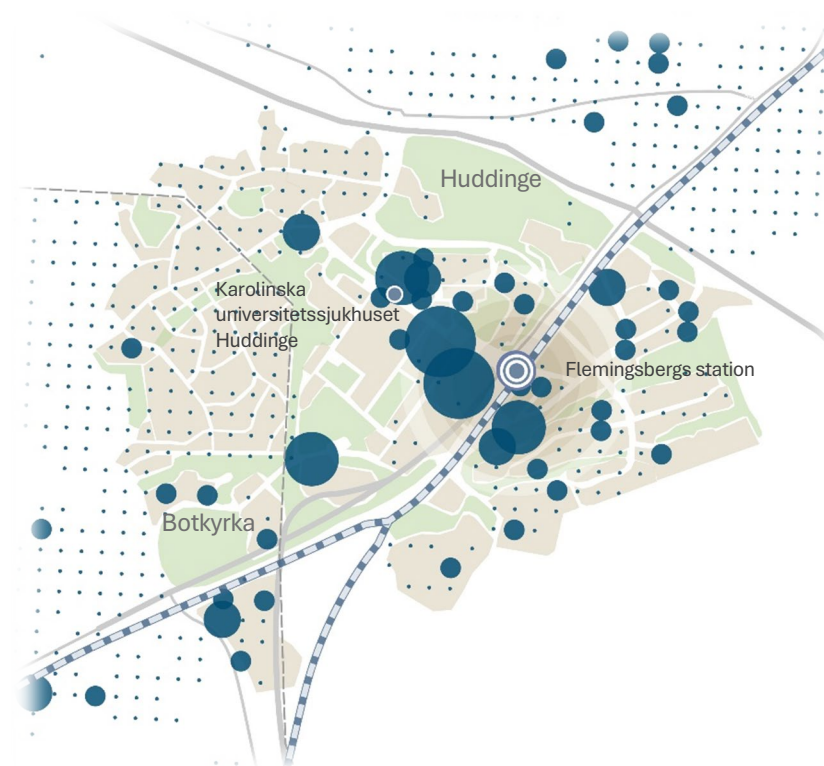 Huddinge
Karolinska
universitetssjukhuset
Huddinge
Flemingsbergs station
Botkyrka